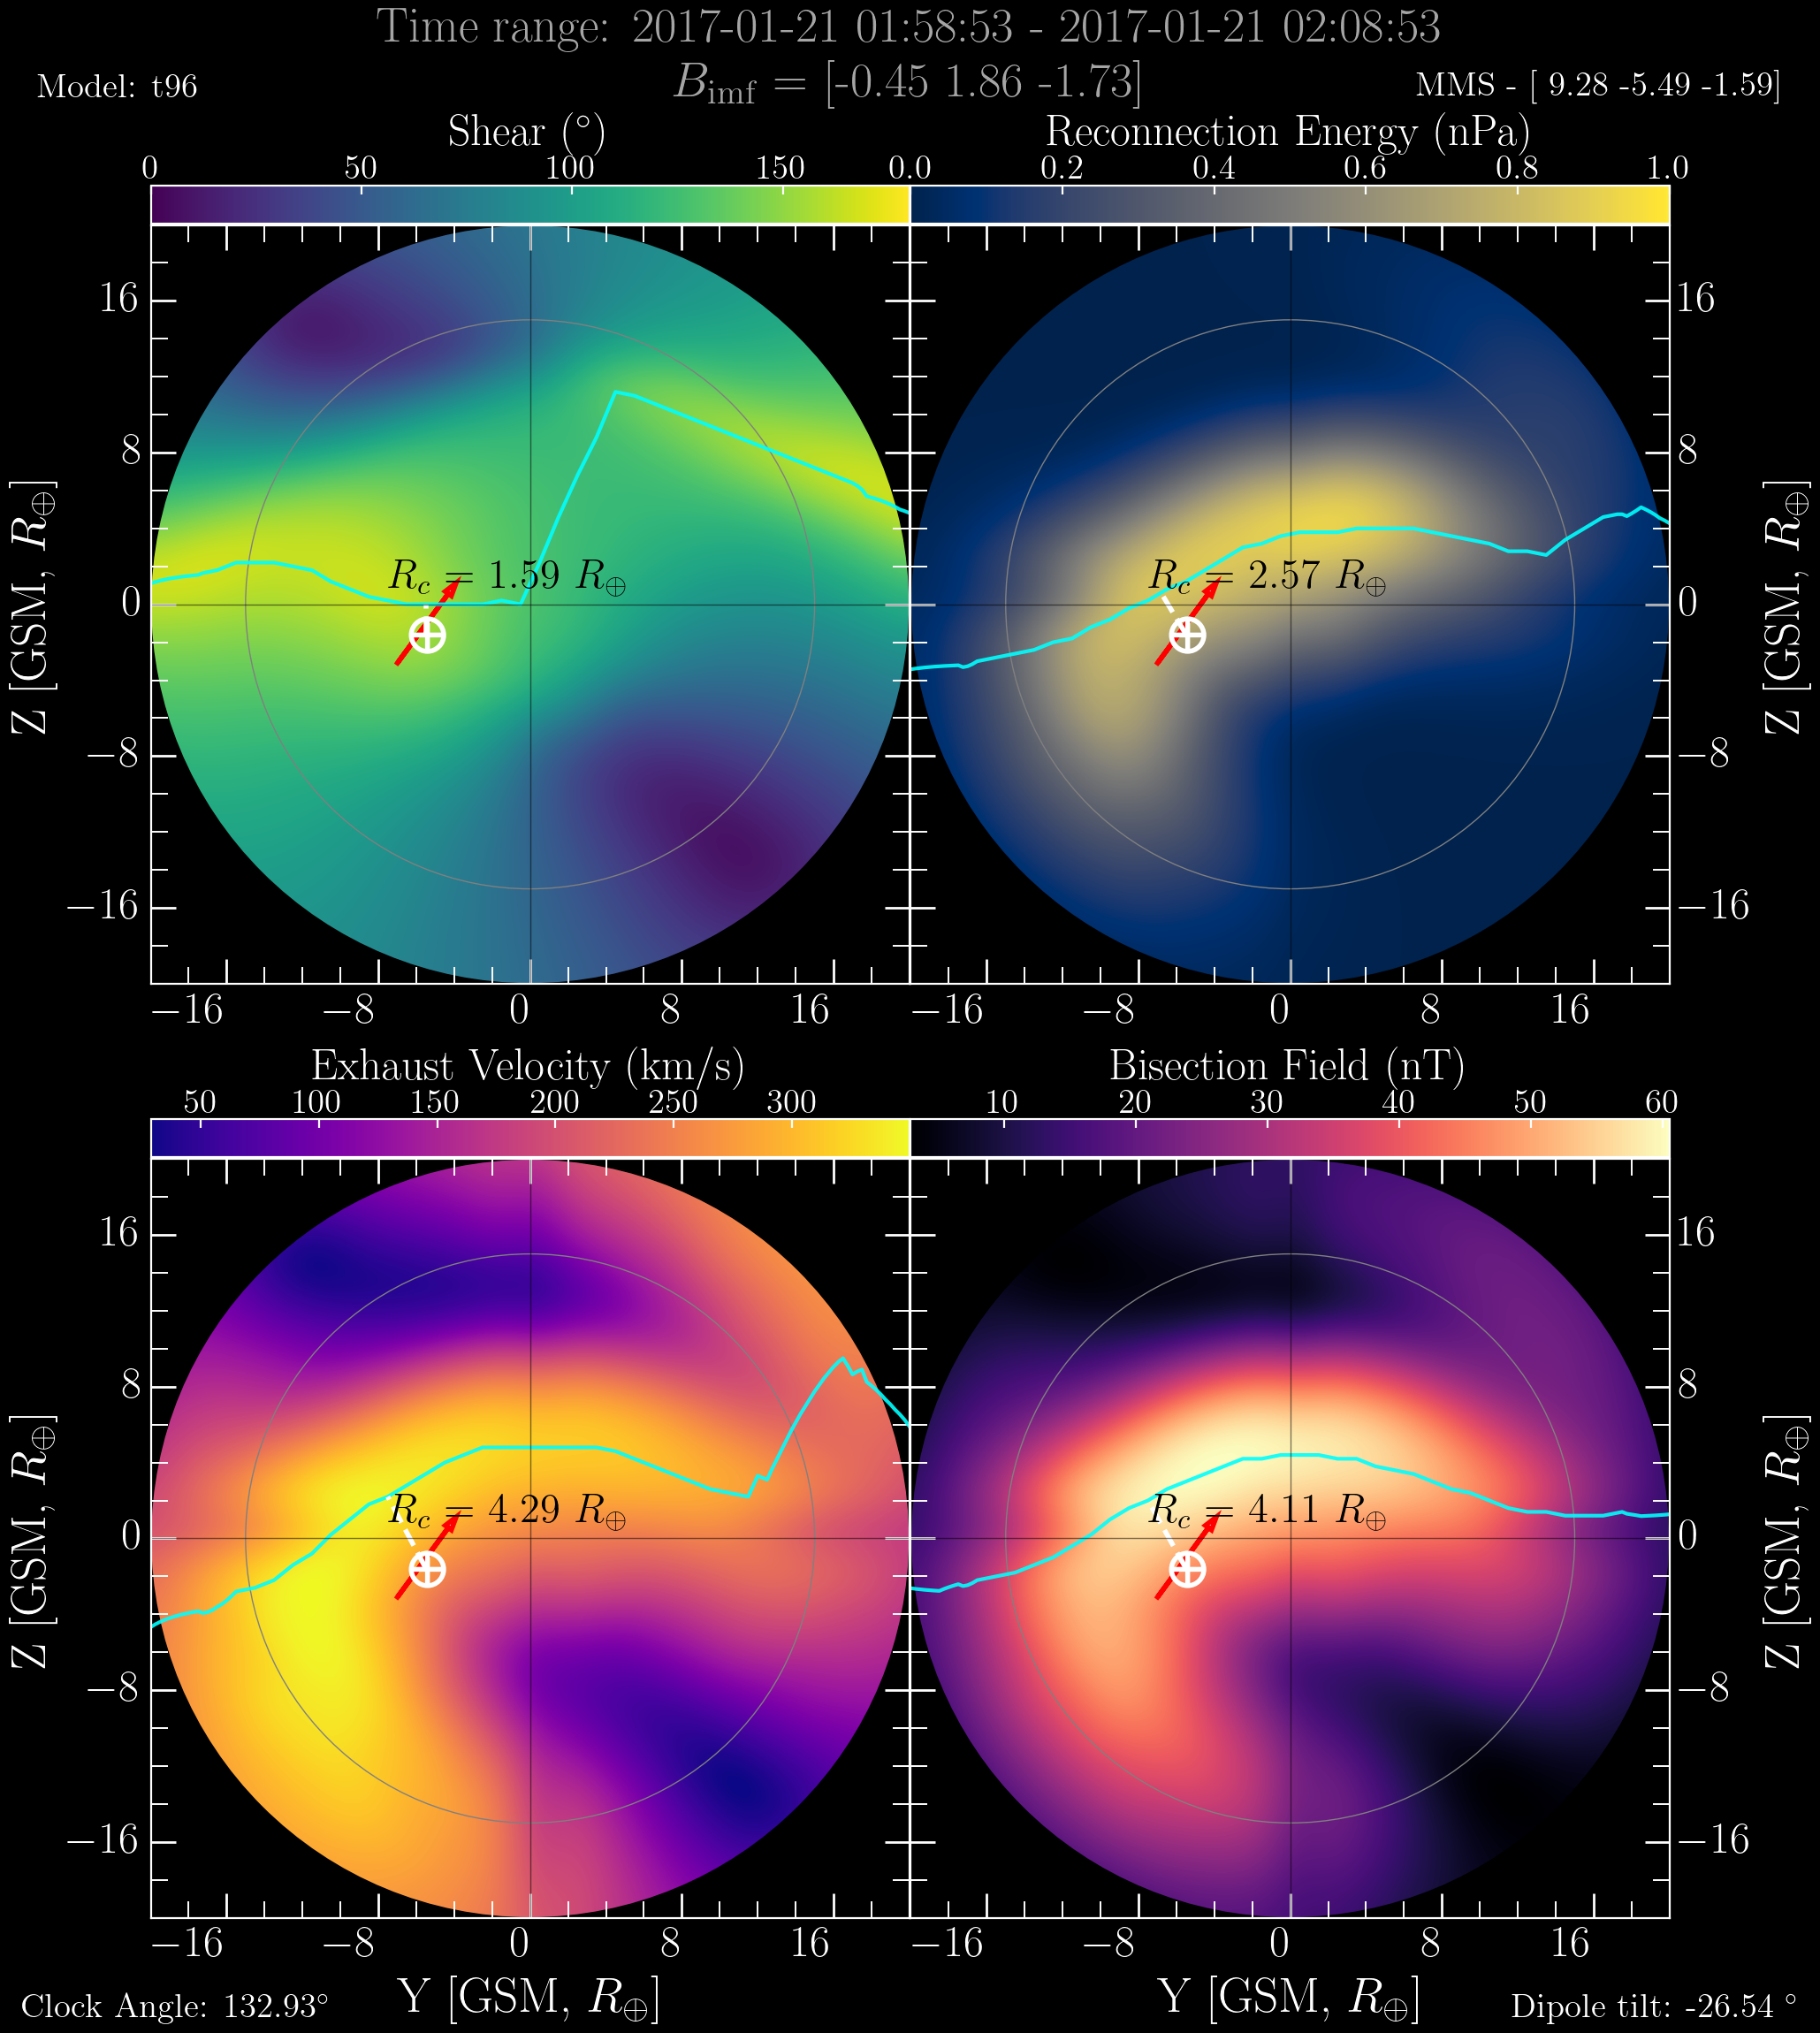 Time range: 2017-01-21 01:58:53 - 2017-01-21 02:08:53
Model: t96
B_imf = [-0.45 1.86 -1.73]
MMS - [ 9.28 -5.49 -1.59]
Shear (°)
Reconnection Energy (nPa)
0 50 100 150 0.0 0.2 0.4 0.6 0.8 1.0
16 16
8 8
Z [GSM, R⊕]
R_c = 1.59 R⊕
R_c = 2.57 R⊕
Z [GSM, R⊕]
0 0
−8 −8
−16 −16
−16 −8 0 8 16
−16 −8 0 8 16
Exhaust Velocity (km/s)
Bisection Field (nT)
50 100 150 200 250 300
10 20 30 40 50 60
16 16
8 8
Z [GSM, R⊕]
R_c = 4.29 R⊕
R_c = 4.11 R⊕
Z [GSM, R⊕]
0 0
−8 −8
−16 −16
−16 −8 0 8 16
−16 −8 0 8 16
Y [GSM, R⊕]
Y [GSM, R⊕]
Clock Angle: 132.93°
Dipole tilt: -26.54 °